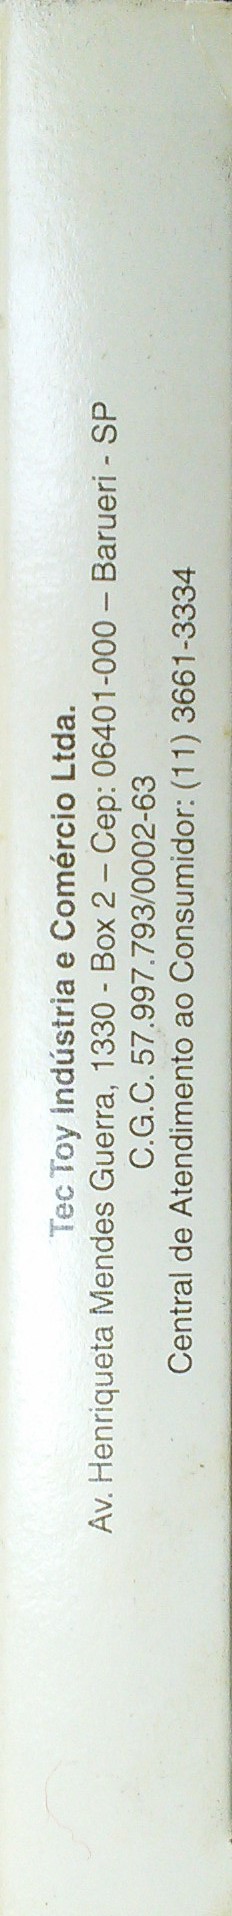 Tec Toy Indústria e Comércio Ltda.
Av. Henriqueta Mendes Guerra, 1330 - Box 2 – Cep: 06401-000 – Barueri - SP
C.G.C. 57.997.793/0002-63
Central de Atendimento ao Consumidor: (11) 3661-3334